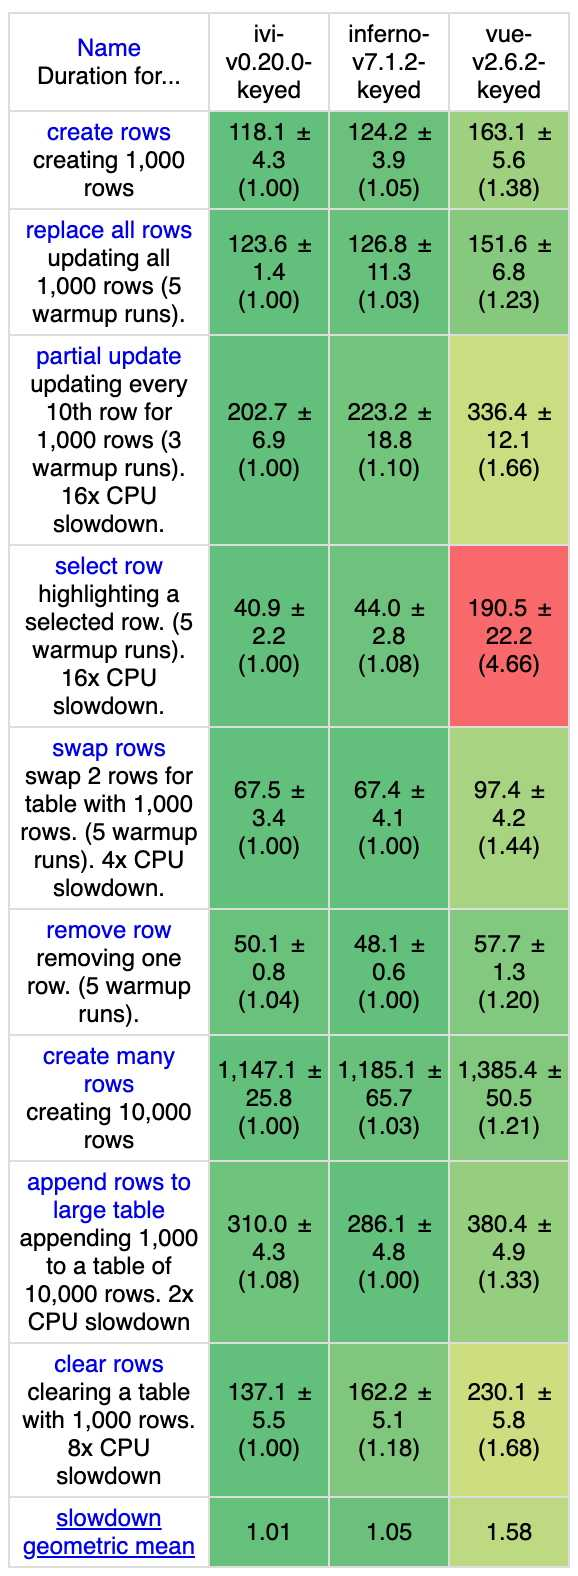 Name
Duration for...
ivi-
v0.20.0-
keyed
inferno-
v7.1.2-
keyed
vue-
v2.6.2-
keyed
create rows
creating 1,000
rows
118.1 ±
4.3
(1.00)
124.2 ±
3.9
(1.05)
163.1 ±
5.6
(1.38)
replace all rows
updating all
1,000 rows (5
warmup runs).
123.6 ±
1.4
(1.00)
126.8 ±
11.3
(1.03)
151.6 ±
6.8
(1.23)
partial update
updating every
10th row for
1,000 rows (3
warmup runs).
16x CPU
slowdown.
202.7 ±
6.9
(1.00)
223.2 ±
18.8
(1.10)
336.4 ±
12.1
(1.66)
select row
highlighting a
selected row. (5
warmup runs).
16x CPU
slowdown.
40.9 ±
2.2
(1.00)
44.0 ±
2.8
(1.08)
190.5 ±
22.2
(4.66)
swap rows
swap 2 rows for
table with 1,000
rows. (5 warmup
runs). 4x CPU
slowdown.
67.5 ±
3.4
(1.00)
67.4 ±
4.1
(1.00)
97.4 ±
4.2
(1.44)
remove row
removing one
row. (5 warmup
runs).
50.1 ±
0.8
(1.04)
48.1 ±
0.6
(1.00)
57.7 ±
1.3
(1.20)
create many
rows
creating 10,000
rows
1,147.1 ±
25.8
(1.00)
1,185.1 ±
65.7
(1.03)
1,385.4 ±
50.5
(1.21)
append rows to
large table
appending 1,000
to a table of
10,000 rows. 2x
CPU slowdown
310.0 ±
4.3
(1.08)
286.1 ±
4.8
(1.00)
380.4 ±
4.9
(1.33)
clear rows
clearing a table
with 1,000 rows.
8x CPU
slowdown
137.1 ±
5.5
(1.00)
162.2 ±
5.1
(1.18)
230.1 ±
5.8
(1.68)
slowdown
geometric mean
1.01
1.05
1.58